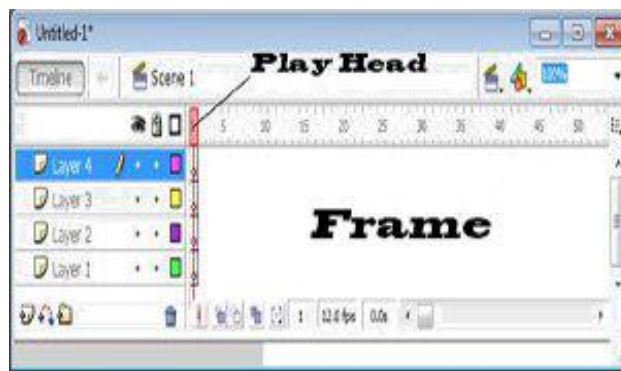 Untitled-1*
Timeline Scene 1 Play Head 100%
5 10 15 20 25 30 35 40 45 50
Layer 4
Layer 3
Layer 2
Layer 1
Frame
1 12.0 fps 0.0s